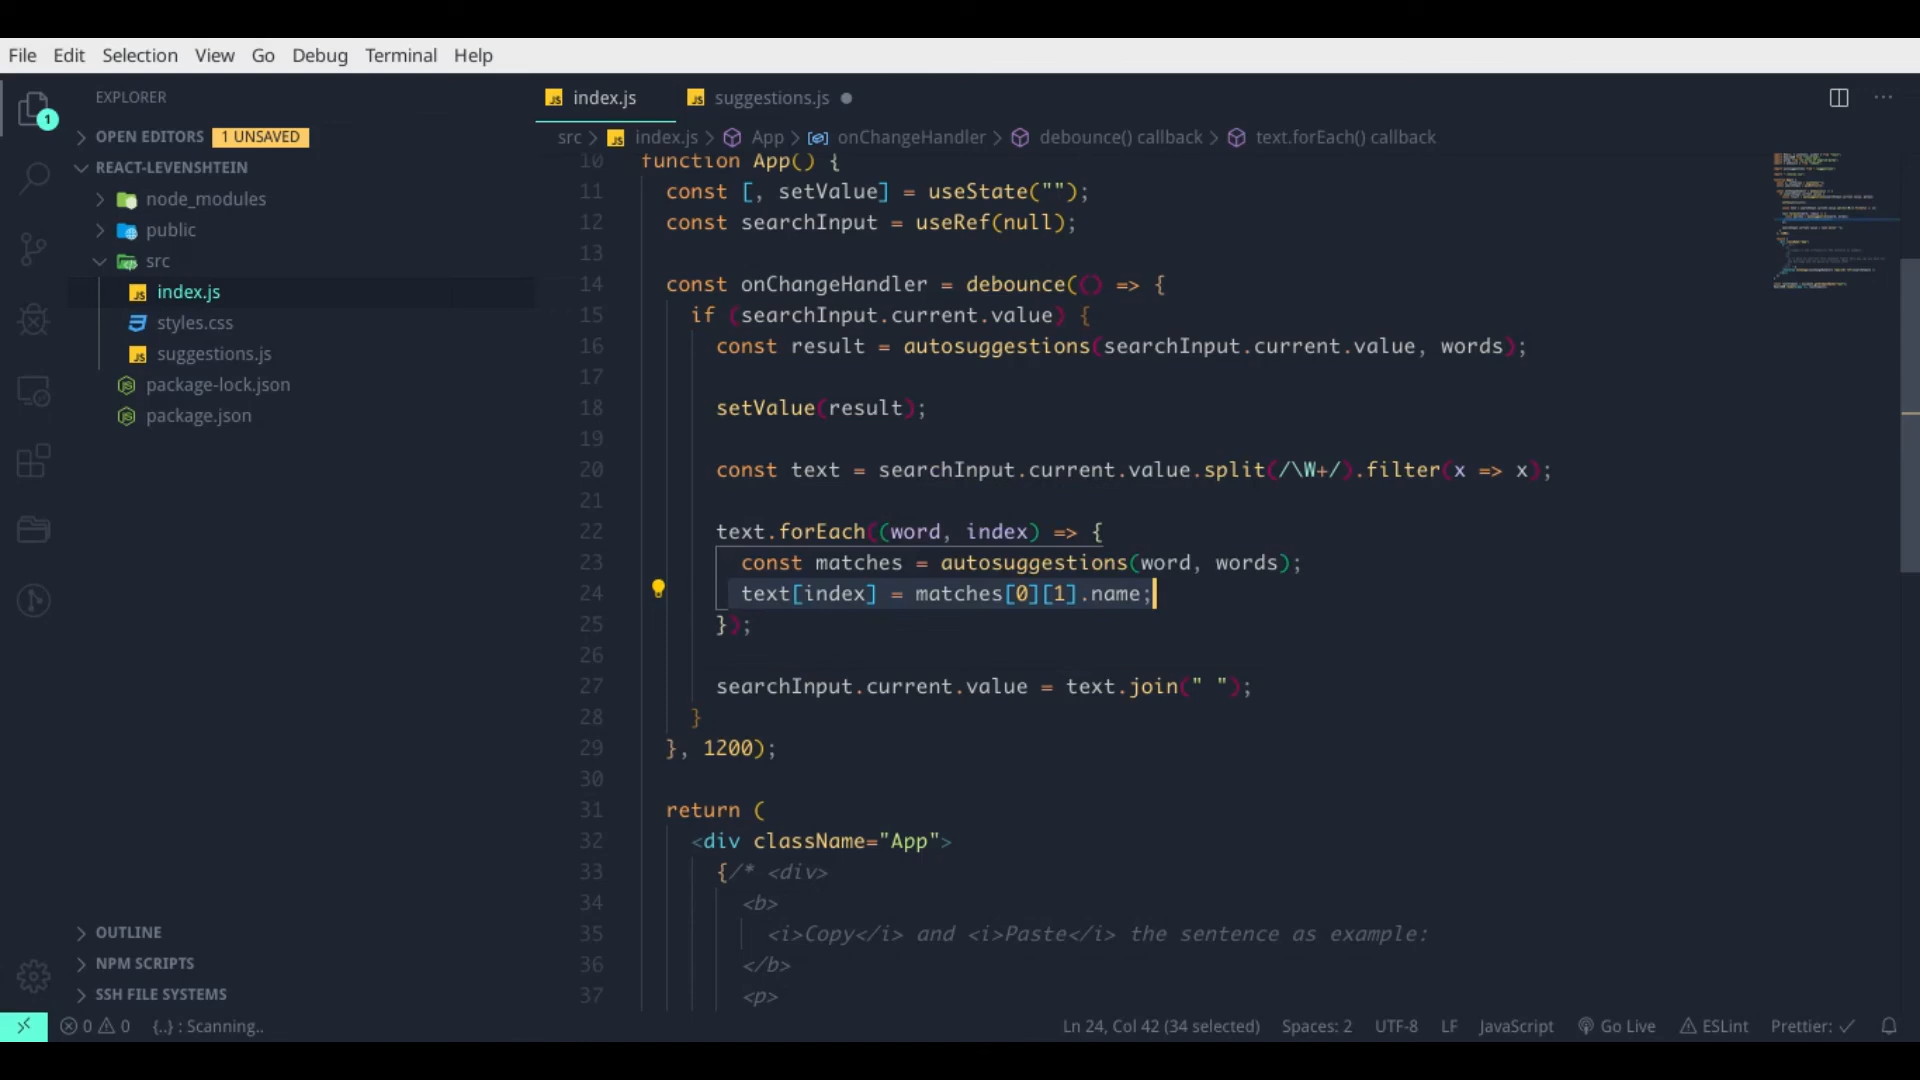 File Edit Selection View Go Debug Terminal Help
EXPLORER
1
OPEN EDITORS 1 UNSAVED
REACT-LEVENSHTEIN
node_modules
public
src
index.js
styles.css
suggestions.js
package-lock.json
package.json
OUTLINE
NPM SCRIPTS
SSH FILE SYSTEMS
index.js suggestions.js
src > index.js > App > onChangeHandler > debounce() callback > text.forEach() callback
10 function App() {
11 const [, setValue] = useState("");
12 const searchInput = useRef(null);
13
14 const onChangeHandler = debounce(() => {
15 if (searchInput.current.value) {
16 const result = autosuggestions(searchInput.current.value, words);
17
18 setValue(result);
19
20 const text = searchInput.current.value.split(/\W+/).filter(x => x);
21
22 text.forEach((word, index) => {
23 const matches = autosuggestions(word, words);
24 text[index] = matches[0][1].name;
25 });
26
27 searchInput.current.value = text.join(" ");
28 }
29 }, 1200);
30
31 return (
32 <div className="App">
33 {/* <div>
34 <b>
35 <i>Copy</i> and <i>Paste</i> the sentence as example:
36 </b>
37 <p>
0 0 {..} : Scanning.. Ln 24, Col 42 (34 selected) Spaces: 2 UTF-8 LF JavaScript Go Live ESLint Prettier: ✓